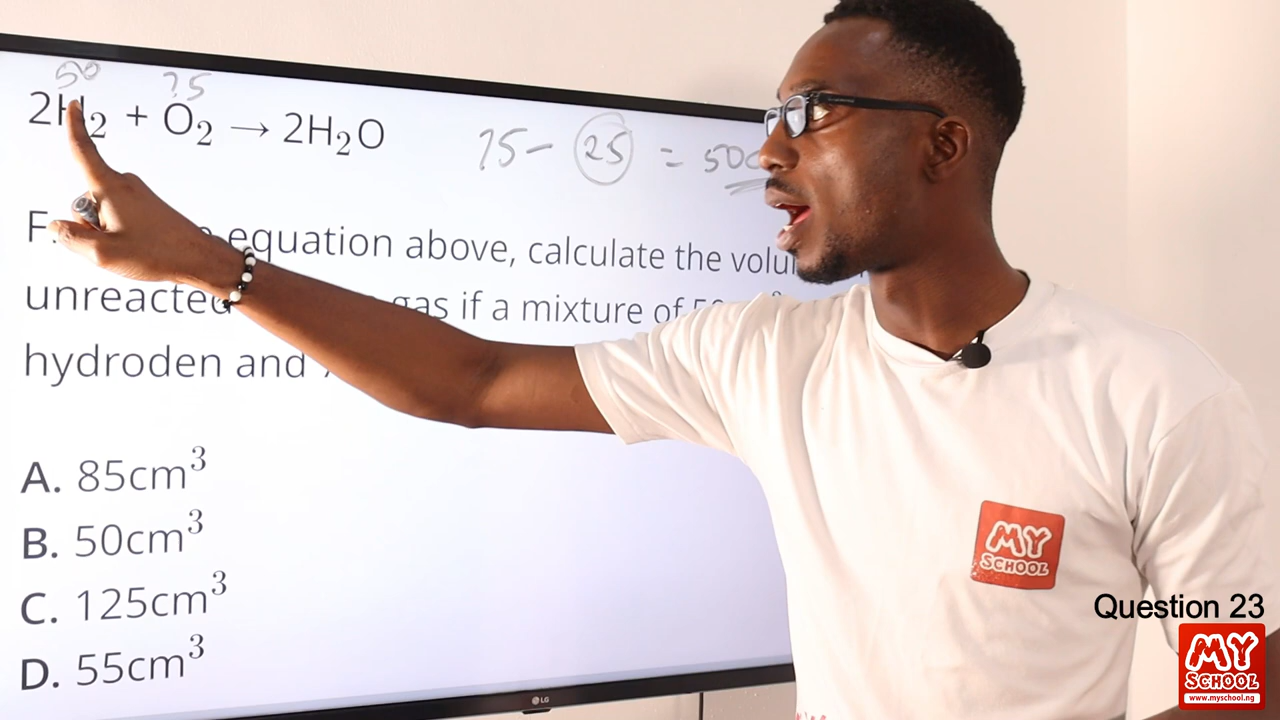 50 75
2H₂ + O₂ → 2H₂O
75 - 25 = 50
F. equation above, calculate the
unreacted gas if a mixture of
hydroden and
A. 85cm³
B. 50cm³
C. 125cm³
D. 55cm³
LG
MY
SCHOOL
Question 23
MY
SCHOOL
www.myschool.ng